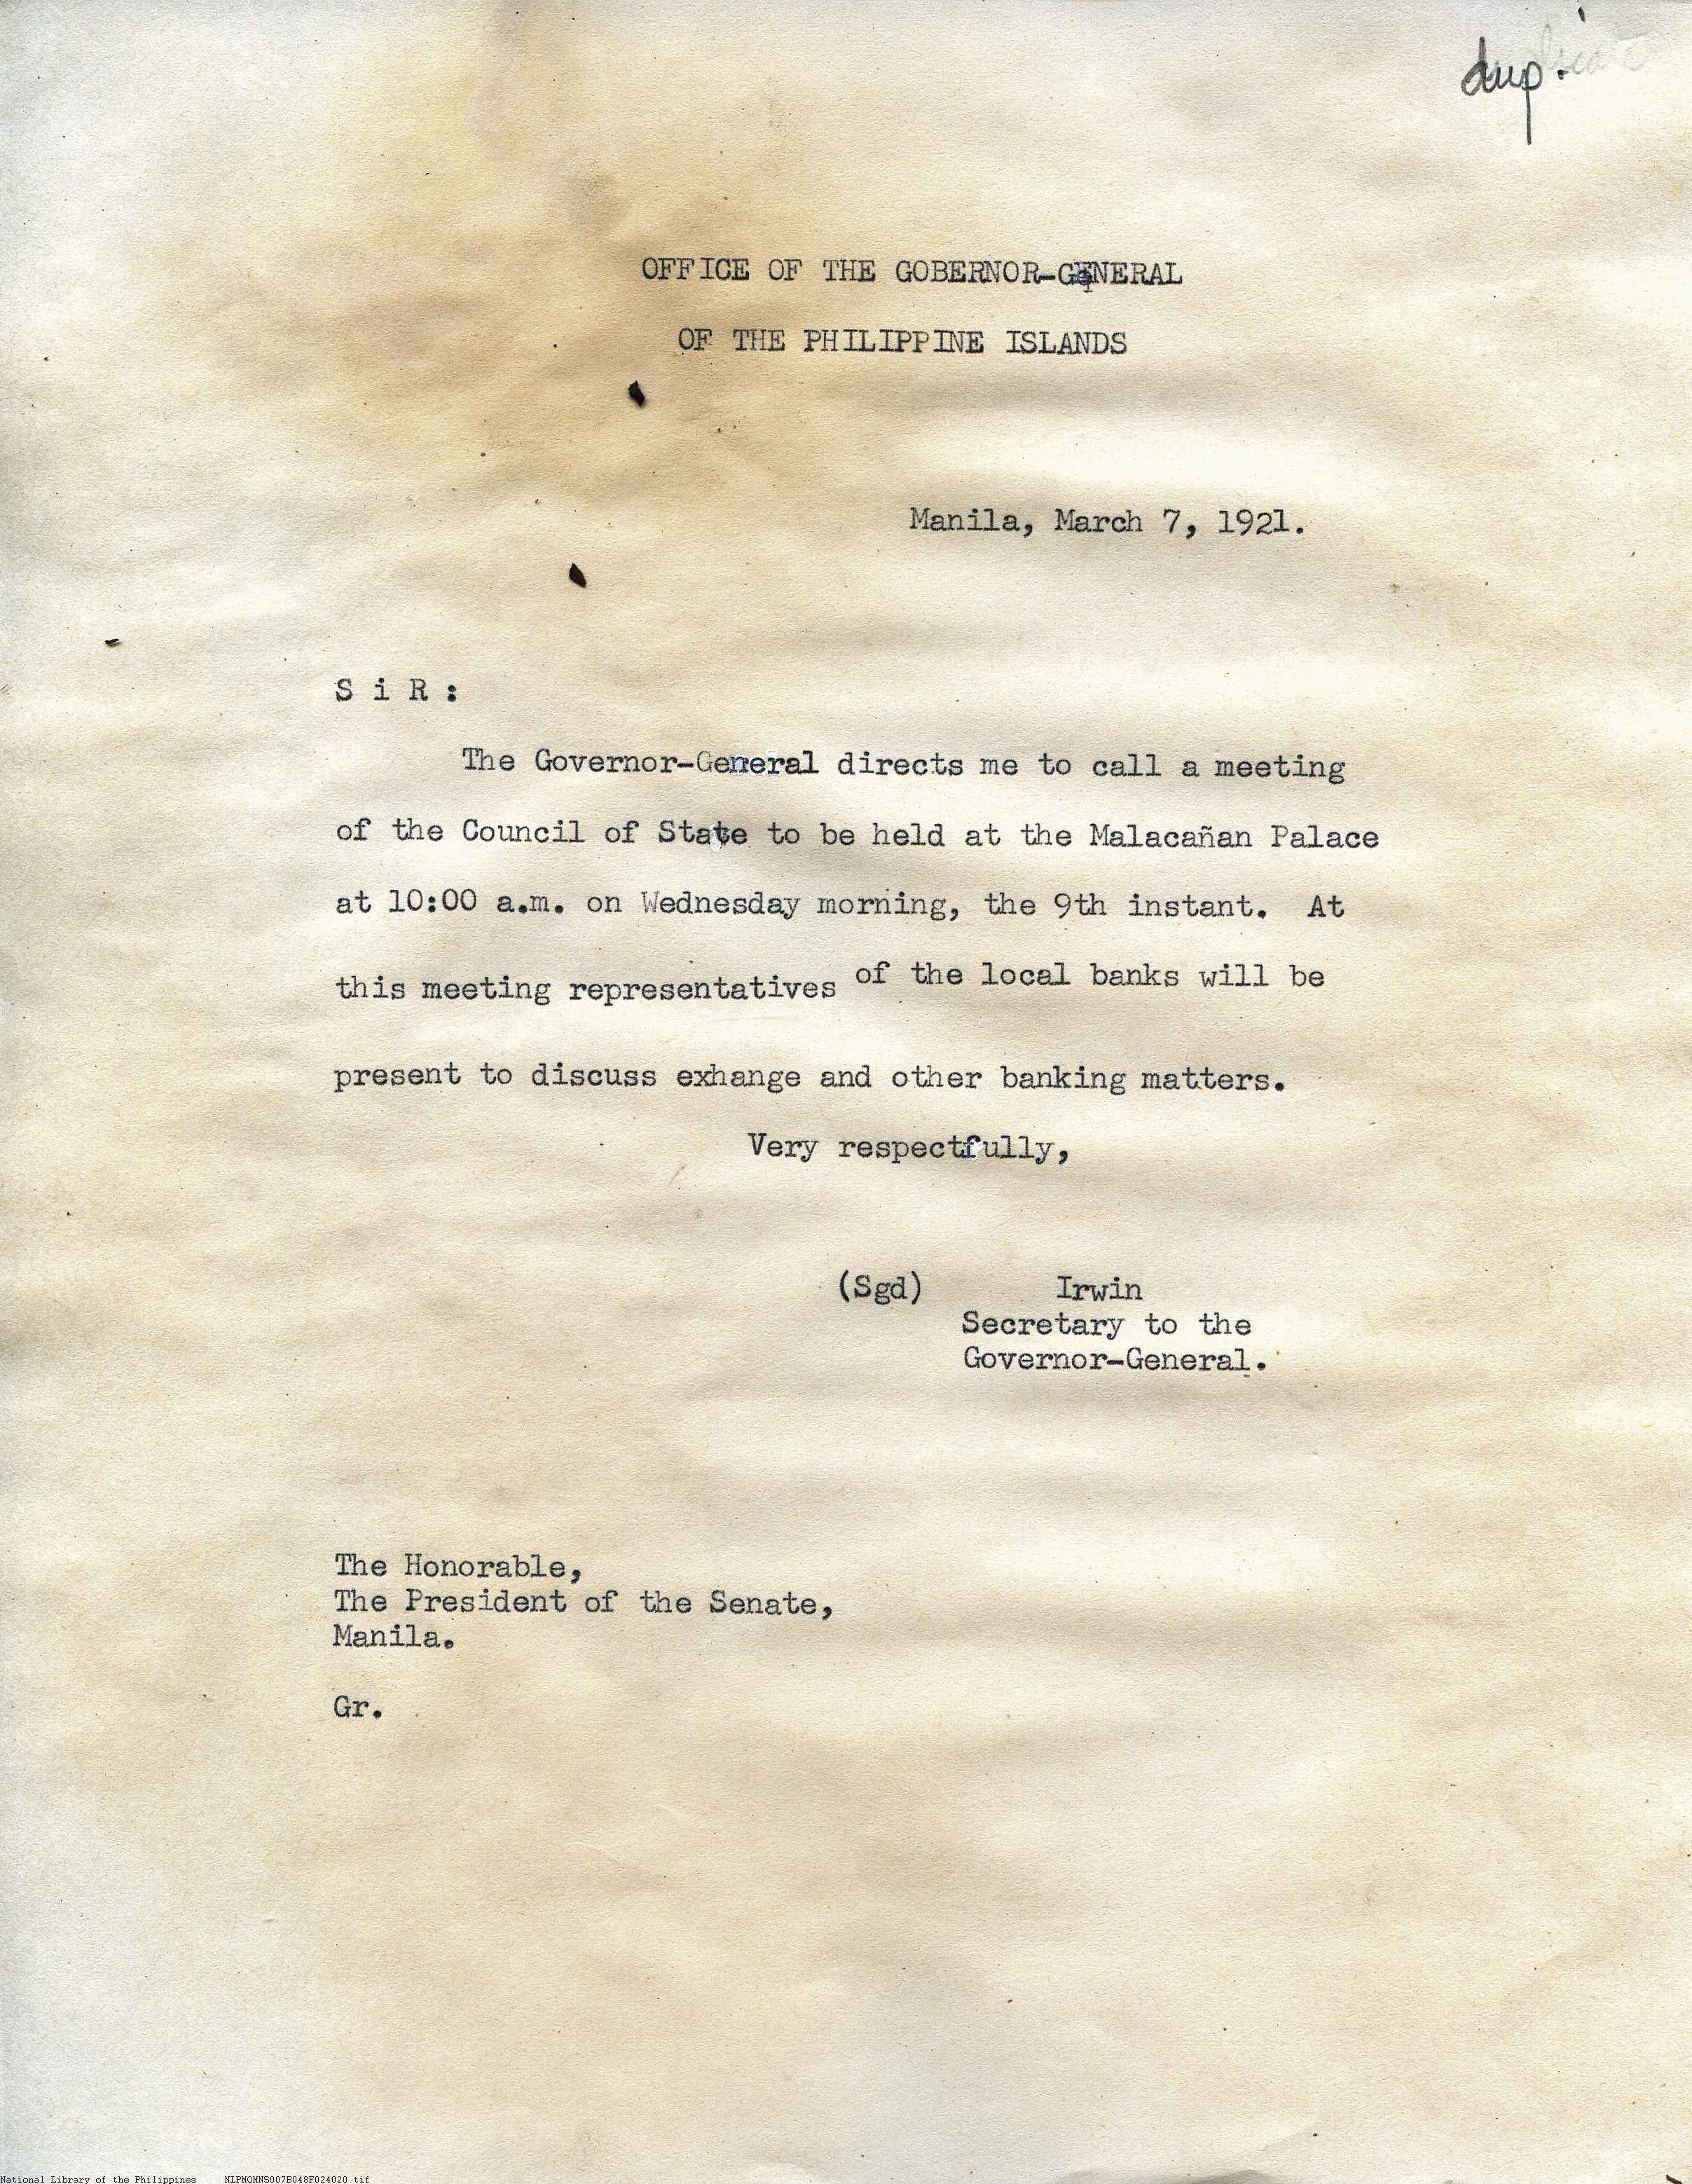 dup.
OFFICE OF THE GOBERNOR-GENERAL
OF THE PHILIPPINE ISLANDS
Manila, March 7, 1921.
S i R :
The Governor-General directs me to call a meeting
of the Council of State to be held at the Malacañan Palace
at 10:00 a.m. on Wednesday morning, the 9th instant. At
this meeting representatives of the local banks will be
present to discuss exhange and other banking matters.
Very respectfully,
(Sgd) Irwin
Secretary to the
Governor-General.
The Honorable,
The President of the Senate,
Manila.
Gr.
National Library of the Philippines NLPMQMNS007B048F024020.tif